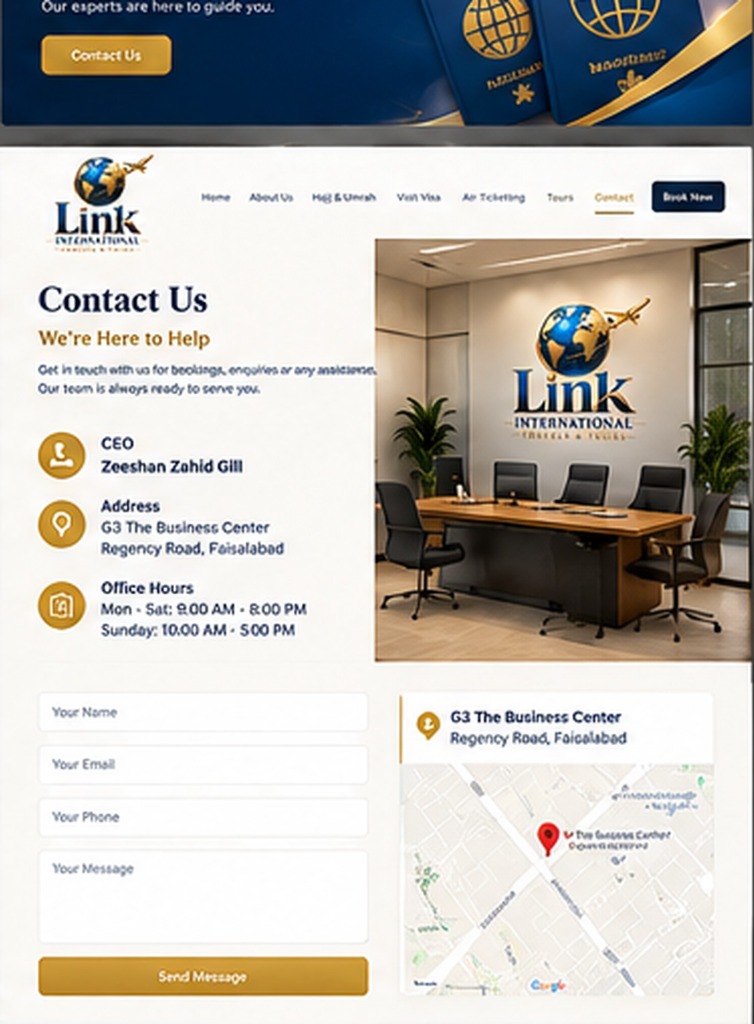 Our experts are here to guide you.
Contact Us
Link
INTERNATIONAL
Home About Us Hajj & Umrah Visit Visa Air Ticketing Tours Contact Book Now
Contact Us
We're Here to Help
Get in touch with us for bookings, enquiries or any assistance.
Our team is always ready to serve you.
Link
INTERNATIONAL
CEO
Zeeshan Zahid Gill
Address
G3 The Business Center
Regency Road, Faisalabad
Office Hours
Mon - Sat: 9.00 AM - 8:00 PM
Sunday: 10.00 AM - 5 00 PM
Your Name
Your Email
Your Phone
Your Message
Send Message
G3 The Business Center
Regency Road, Faisalabad
The Business Center
Google